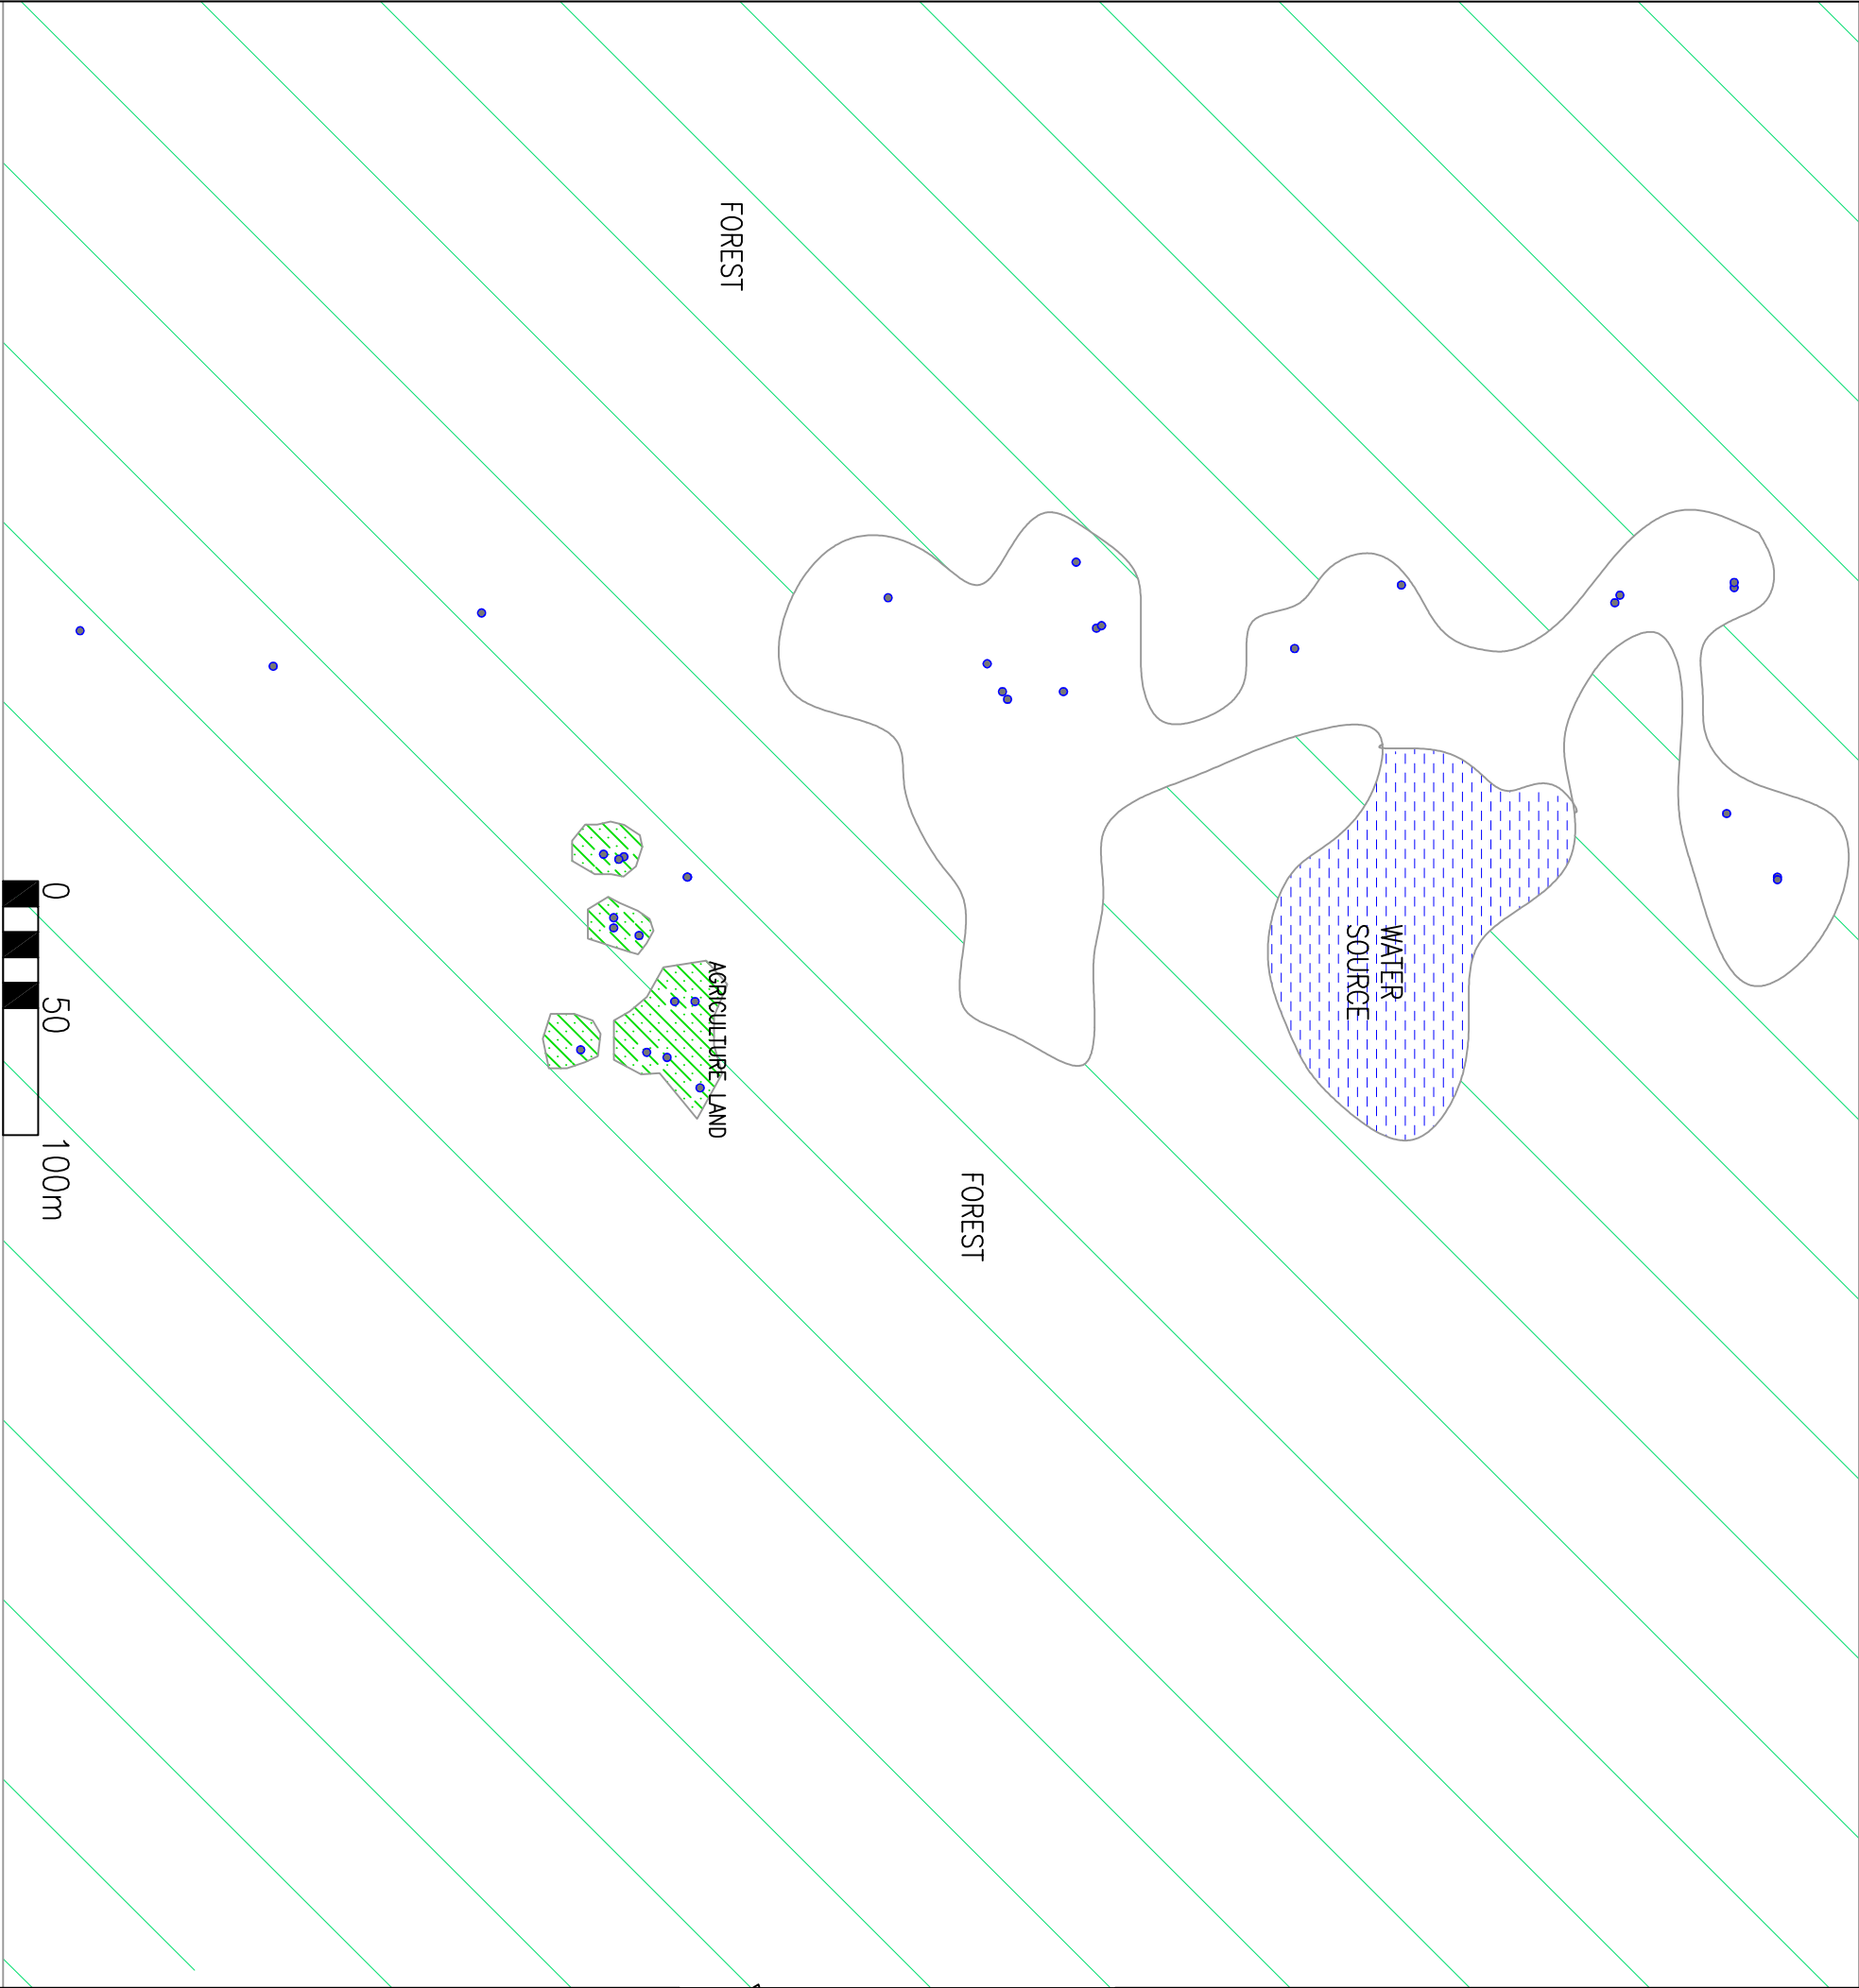 FOREST
WATER
SOURCE
AGRICULTURE LAND
FOREST
0
50
100m